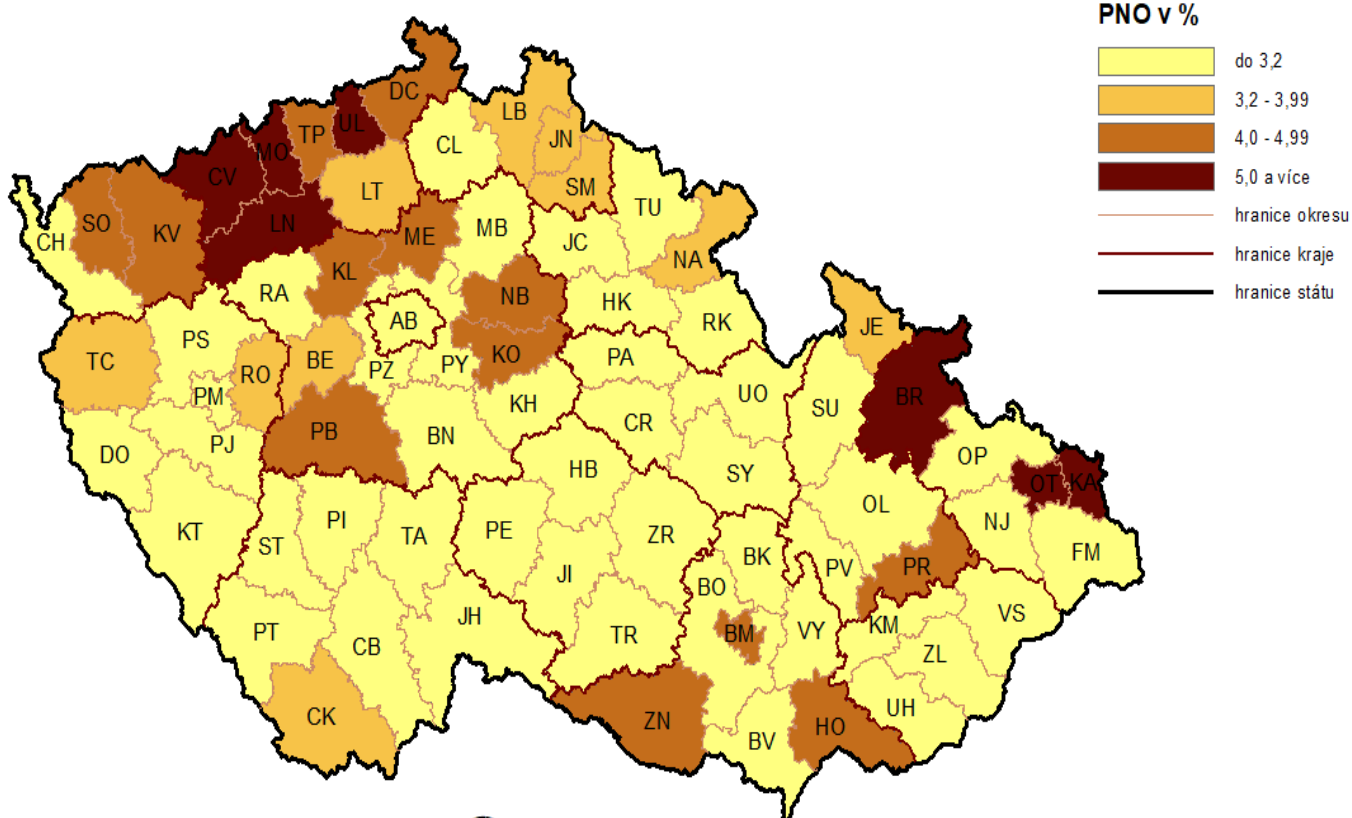 PNO v %
do 3,2
3,2 - 3,99
4,0 - 4,99
5,0 a více
hranice okresu
hranice kraje
hranice státu
DC
LB
UL
TP
JN
CL
MO
CV
LT
SM
TU
SO
KV
LN
ME
MB
JC
CH
NA
KL
RA
NB
HK
AB
RK
JE
PS
KO
PA
TC
BE
PZ
PY
RO
UO
PM
KH
SU
BR
CR
PB
BN
PJ
DO
OP
HB
SY
OT
KA
OL
PI
NJ
KT
ST
TA
PE
ZR
FM
BK
JI
PV
PR
BO
JH
VS
PT
CB
TR
BM
VY
KM
ZL
CK
UH
ZN
HO
BV